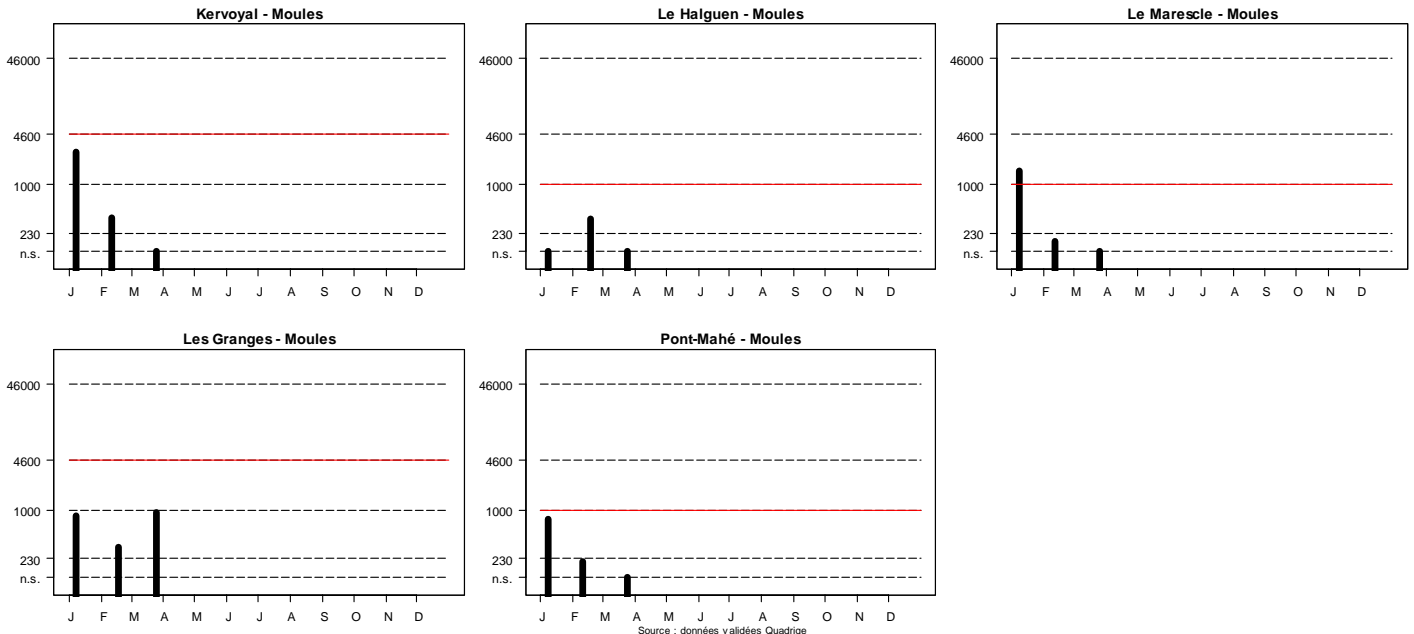 Kervoyal - Moules
46000
4600
1000
230
n.s.
J F M A M J J A S O N D
Le Halguen - Moules
46000
4600
1000
230
n.s.
J F M A M J J A S O N D
Le Marescle - Moules
46000
4600
1000
230
n.s.
J F M A M J J A S O N D
Les Granges - Moules
46000
4600
1000
230
n.s.
J F M A M J J A S O N D
Pont-Mahé - Moules
46000
4600
1000
230
n.s.
J F M A M J J A S O N D
Source : données validées Quadrige